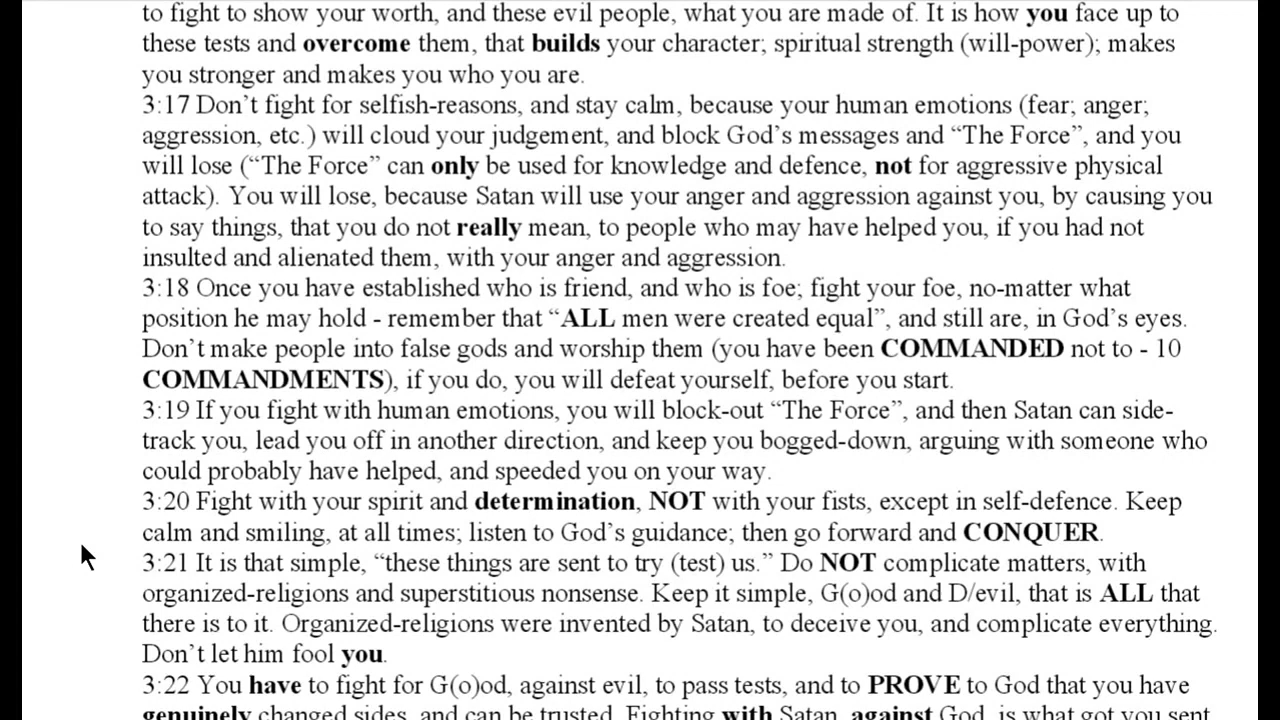 to fight to show your worth, and these evil people, what you are made of. It is how you face up to
these tests and overcome them, that builds your character; spiritual strength (will-power); makes
you stronger and makes you who you are.
3:17 Don’t fight for selfish-reasons, and stay calm, because your human emotions (fear; anger;
aggression, etc.) will cloud your judgement, and block God’s messages and “The Force”, and you
will lose (“The Force” can only be used for knowledge and defence, not for aggressive physical
attack). You will lose, because Satan will use your anger and aggression against you, by causing you
to say things, that you do not really mean, to people who may have helped you, if you had not
insulted and alienated them, with your anger and aggression.
3:18 Once you have established who is friend, and who is foe; fight your foe, no-matter what
position he may hold - remember that “ALL men were created equal”, and still are, in God’s eyes.
Don’t make people into false gods and worship them (you have been COMMANDED not to - 10
COMMANDMENTS), if you do, you will defeat yourself, before you start.
3:19 If you fight with human emotions, you will block-out “The Force”, and then Satan can side-
track you, lead you off in another direction, and keep you bogged-down, arguing with someone who
could probably have helped, and speeded you on your way.
3:20 Fight with your spirit and determination, NOT with your fists, except in self-defence. Keep
calm and smiling, at all times; listen to God’s guidance; then go forward and CONQUER.
3:21 It is that simple, “these things are sent to try (test) us.” Do NOT complicate matters, with
organized-religions and superstitious nonsense. Keep it simple, G(o)od and D/evil, that is ALL that
there is to it. Organized-religions were invented by Satan, to deceive you, and complicate everything.
Don’t let him fool you.
3:22 You have to fight for G(o)od, against evil, to pass tests, and to PROVE to God that you have
genuinely changed sides, and can be trusted. Fighting with Satan, against God, is what got you sent